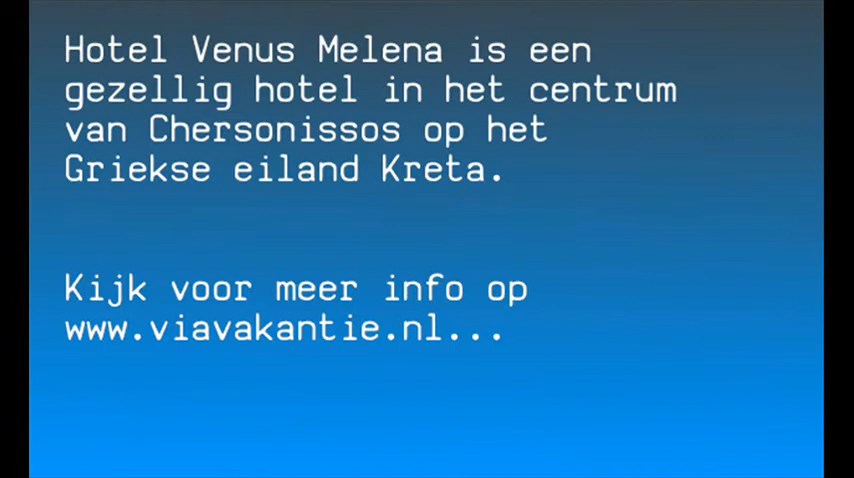 Hotel Venus Melena is een
gezellig hotel in het centrum
van Chersonissos op het
Griekse eiland Kreta.
Kijk voor meer info op
www.viavakantie.nl...